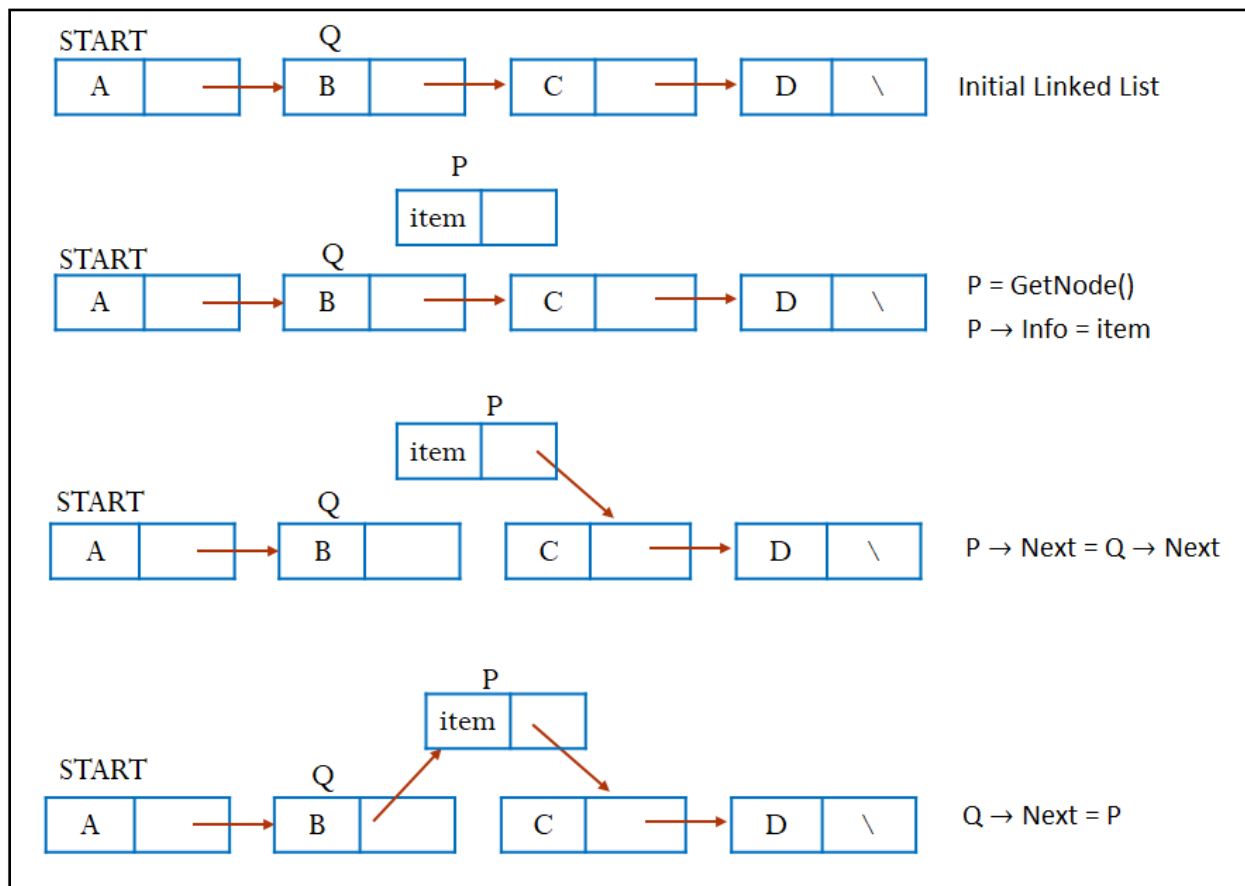 START Q
A B C D \ Initial Linked List
P
item
START Q
A B C D \
P = GetNode()
P → Info = item
P
item
START Q
A B C D \ P → Next = Q → Next
P
item
START Q
A B C D \ Q → Next = P